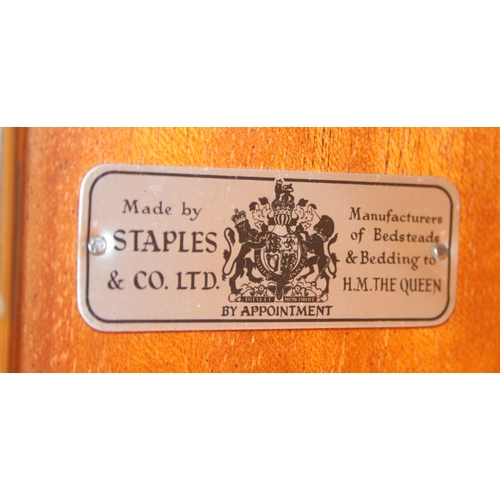 Made by
STAPLES
& CO. LTD.
DIEU ET MON DROIT
BY APPOINTMENT
Manufacturers
of Bedsteads
& Bedding to
H.M. THE QUEEN